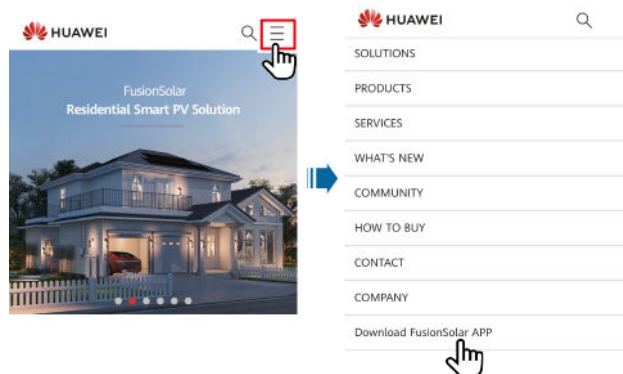 HUAWEI
FusionSolar
Residential Smart PV Solution
HUAWEI
SOLUTIONS
PRODUCTS
SERVICES
WHAT'S NEW
COMMUNITY
HOW TO BUY
CONTACT
COMPANY
Download FusionSolar APP